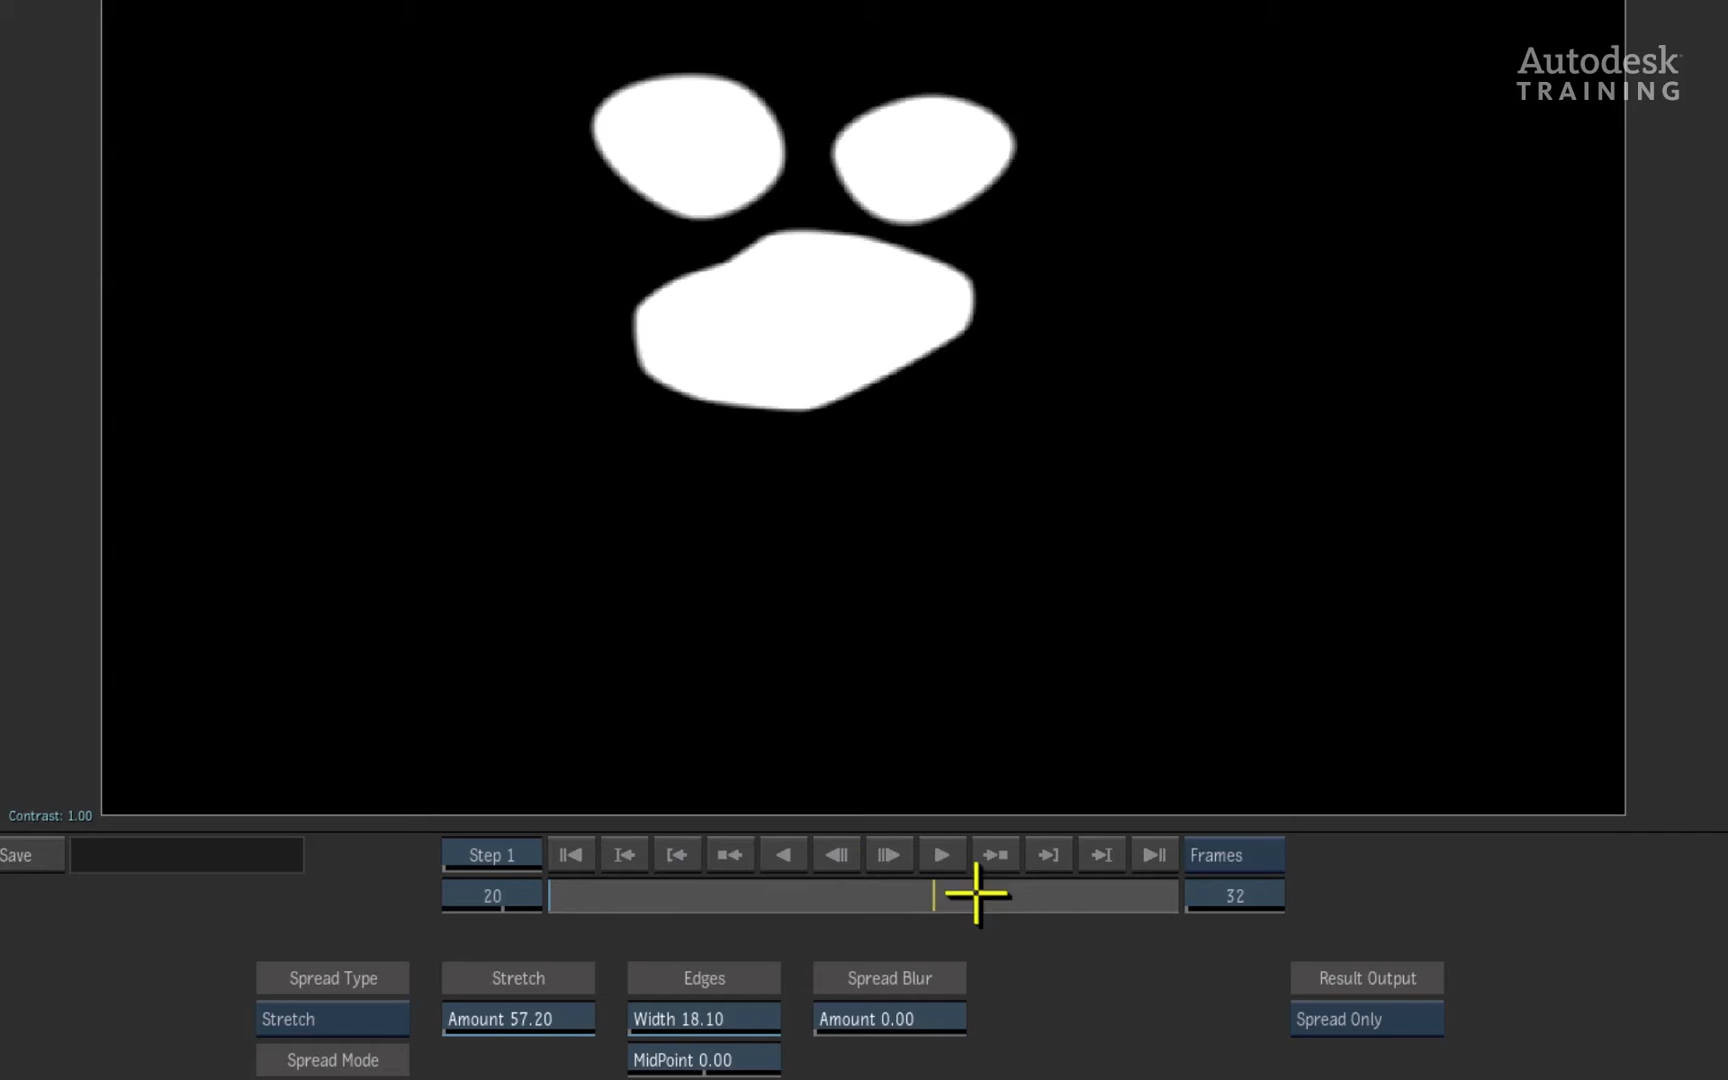 Autodesk
TRAINING
Contrast: 1.00
Save
Step 1
Frames
20
32
Spread Type
Stretch
Edges
Spread Blur
Result Output
Stretch
Amount 57.20
Width 18.10
Amount 0.00
Spread Only
Spread Mode
MidPoint 0.00